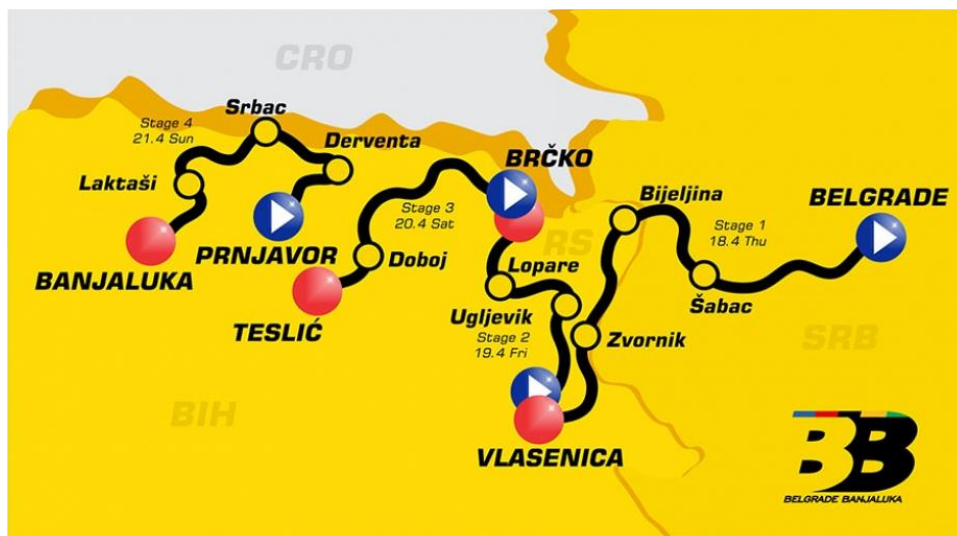 CRO
Srbac
Stage 4
21.4 Sun
Derventa
BRČKO
Laktaši
Bijeljina
BELGRADE
Stage 3
20.4 Sat
Stage 1
18.4 Thu
RS
PRNJAVOR
Doboj
BANJALUKA
Lopare
Šabac
TESLIĆ
Ugljevik
Zvornik
SRB
Stage 2
19.4 Fri
BIH
VLASENICA
BB
BELGRADE BANJALUKA